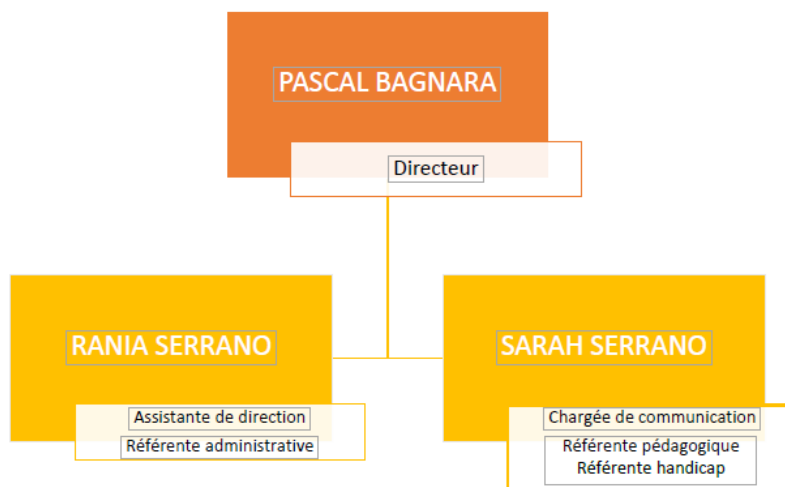 PASCAL BAGNARA
Directeur
RANIA SERRANO
Assistante de direction
Référente administrative
SARAH SERRANO
Chargée de communication
Référente pédagogique
Référente handicap